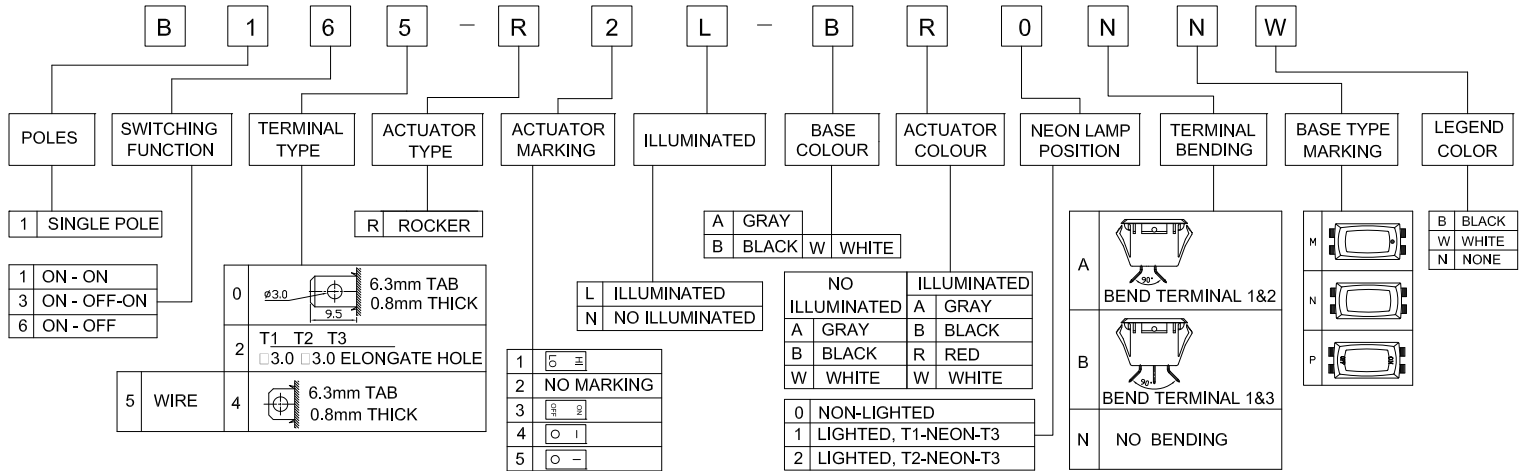 B 1 6 5 - R 2 L - B R 0 N N W
POLES
SWITCHING
FUNCTION
TERMINAL
TYPE
ACTUATOR
TYPE
ACTUATOR
MARKING
ILLUMINATED
BASE
COLOUR
ACTUATOR
COLOUR
NEON LAMP
POSITION
TERMINAL
BENDING
BASE TYPE
MARKING
LEGEND
COLOR
1 SINGLE POLE
1 ON - ON
3 ON - OFF-ON
6 ON - OFF
0 ø3.0 6.3mm TAB
9.5 0.8mm THICK
2 T1 T2 T3
□3.0 □3.0 ELONGATE HOLE
5 WIRE
4 6.3mm TAB
0.8mm THICK
R ROCKER
1 LO HI
2 NO MARKING
3 OFF ON
4 O —
5 O |
L ILLUMINATED
N NO ILLUMINATED
A GRAY
B BLACK W WHITE
NO
ILLUMINATED
A GRAY
B BLACK
W WHITE
ILLUMINATED
A GRAY
B BLACK
R RED
W WHITE
0 NON-LIGHTED
1 LIGHTED, T1-NEON-T3
2 LIGHTED, T2-NEON-T3
A 90°
BEND TERMINAL 1&2
B 90°
BEND TERMINAL 1&3
N NO BENDING
M
N
P OFF ON
B BLACK
W WHITE
N NONE